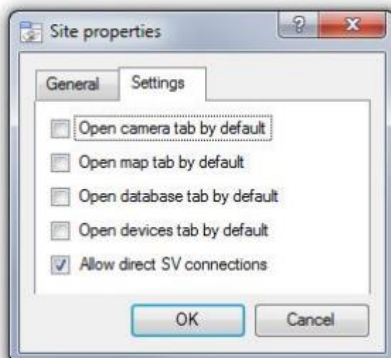 Site properties
General
Settings
Open camera tab by default
Open map tab by default
Open database tab by default
Open devices tab by default
Allow direct SV connections
OK
Cancel